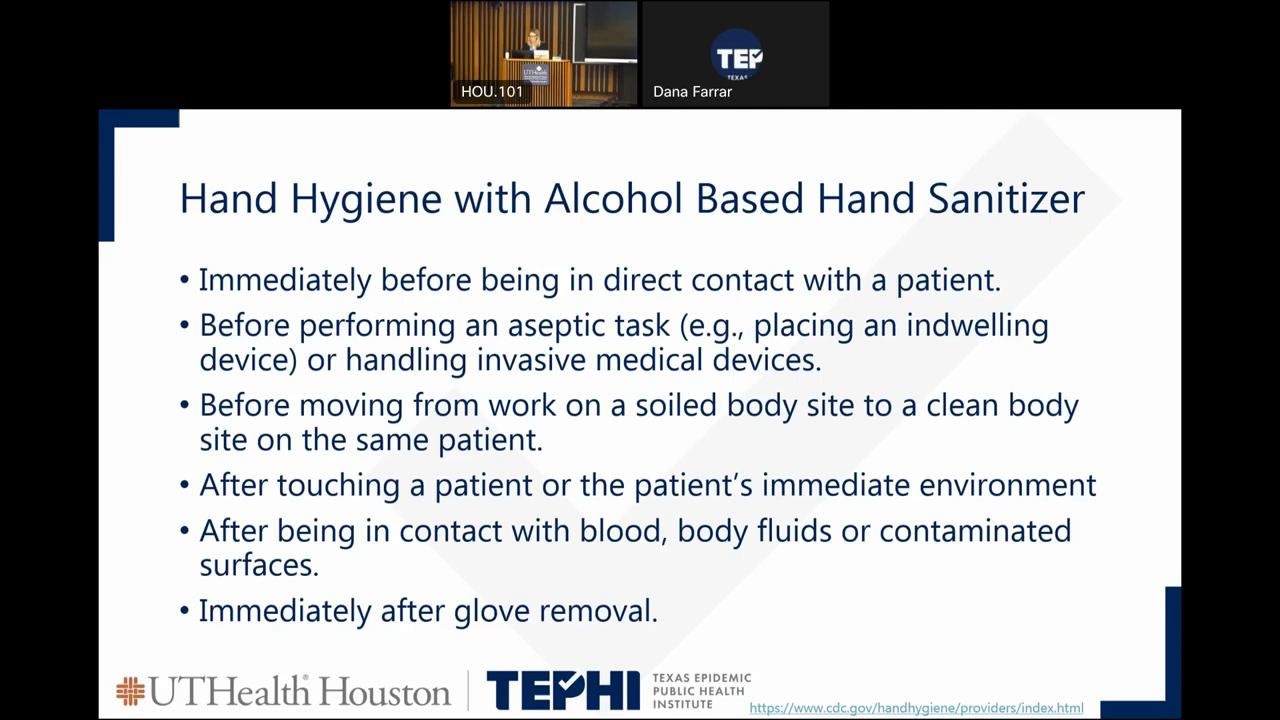 UTHealth
HOU.101
TEP
TEXAS
Dana Farrar
Hand Hygiene with Alcohol Based Hand Sanitizer
• Immediately before being in direct contact with a patient.
• Before performing an aseptic task (e.g., placing an indwelling
device) or handling invasive medical devices.
• Before moving from work on a soiled body site to a clean body
site on the same patient.
• After touching a patient or the patient’s immediate environment
• After being in contact with blood, body fluids or contaminated
surfaces.
• Immediately after glove removal.
UTHealth® Houston
TEPHI
TEXAS EPIDEMIC
PUBLIC HEALTH
INSTITUTE
https://www.cdc.gov/handhygiene/providers/index.html